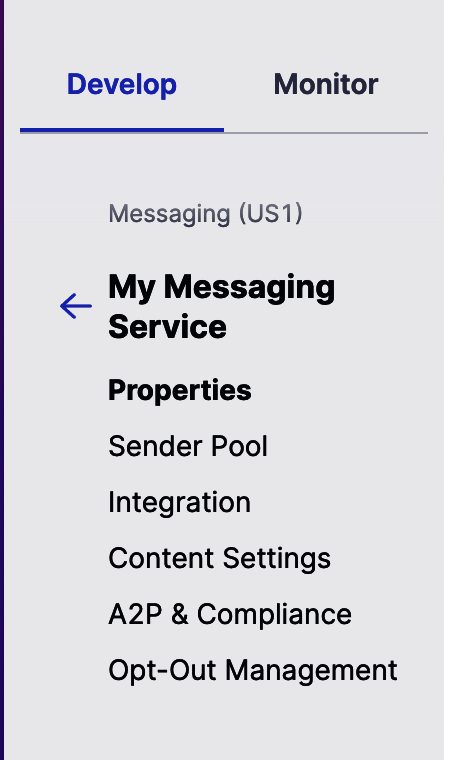 Develop
Monitor
Messaging (US1)
My Messaging
Service
Properties
Sender Pool
Integration
Content Settings
A2P & Compliance
Opt-Out Management